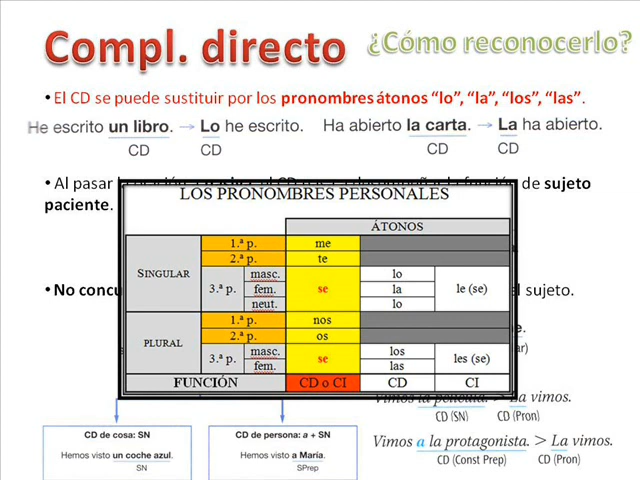 Compl. directo ¿Cómo reconocerlo?
•El CD se puede sustituir por los pronombres átonos “lo”, “la”, “los”, “las”.
He escrito un libro. → Lo he escrito. Ha abierto la carta. → La ha abierto.
CD CD CD CD
•Al pasar de sujeto
paciente.
LOS PRONOMBRES PERSONALES
ÁTONOS
SINGULAR 1.ª p. me
2.ª p. te
3.ª p. masc. se lo le (se)
fem. la
neut. lo
•No concu l sujeto.
PLURAL 1.ª p. nos
2.ª p. os
3.ª p. masc. se los les (se)
fem. las
FUNCIÓN CD o CI CD CI
Vimos la película. > La vimos.
CD (SN) CD (Pron)
CD de cosa: SN
Hemos visto un coche azul.
SN
CD de persona: a + SN
Hemos visto a María.
SPrep
Vimos a la protagonista. > La vimos.
CD (Const Prep) CD (Pron)